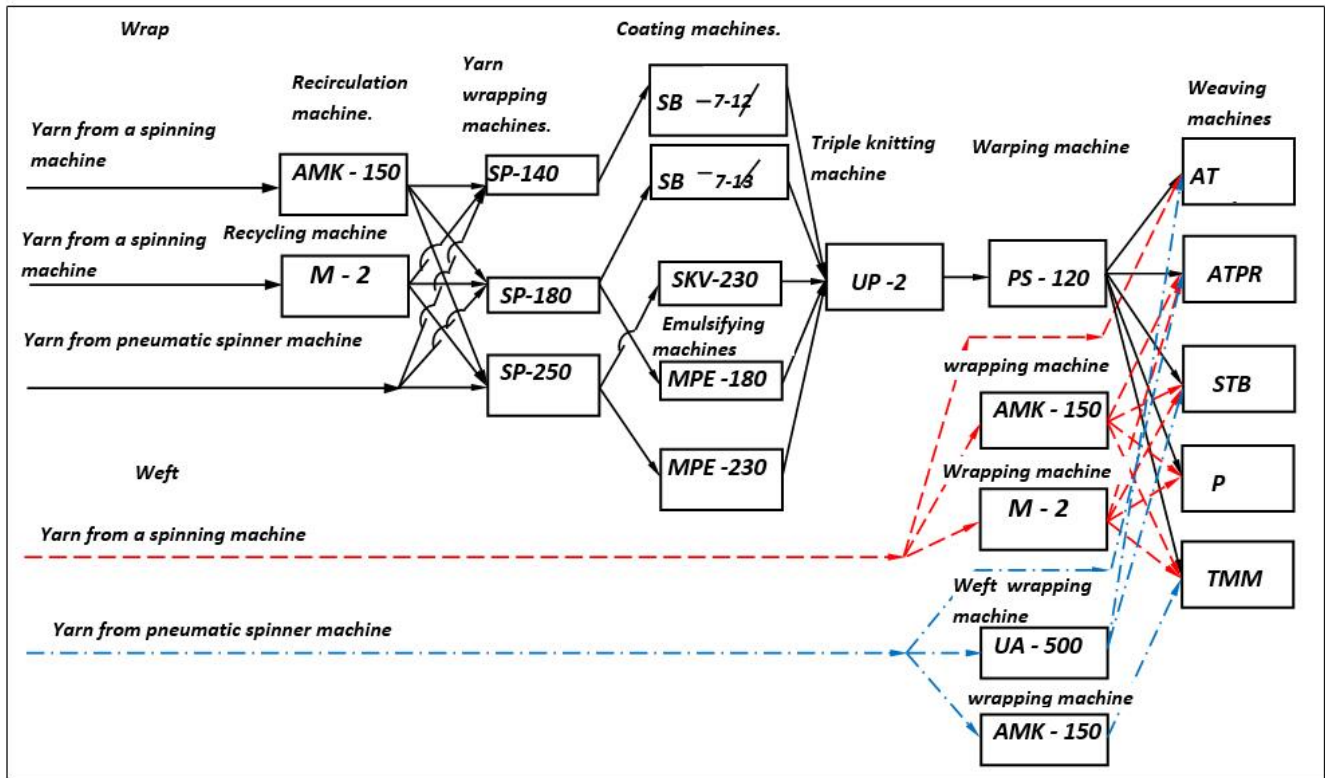 Wrap
Coating machines.
Recirculation
machine.
Yarn
wrapping
machines.
Weaving
machines
Yarn from a spinning
machine
AMK - 150
SP-140
SB - 7-12
SB - 7-13
Triple knitting
machine
Warping machine
AT
Yarn from a spinning
machine
Recycling machine
M - 2
SP-180
SKV-230
UP -2
PS - 120
ATPR
Yarn from pneumatic spinner machine
SP-250
Emulsifying
machines
MPE -180
MPE -230
wrapping machine
AMK - 150
STB
Weft
Wrapping machine
M - 2
P
Yarn from a spinning machine
TMM
Weft wrapping
machine
Yarn from pneumatic spinner machine
UA - 500
wrapping machine
AMK - 150